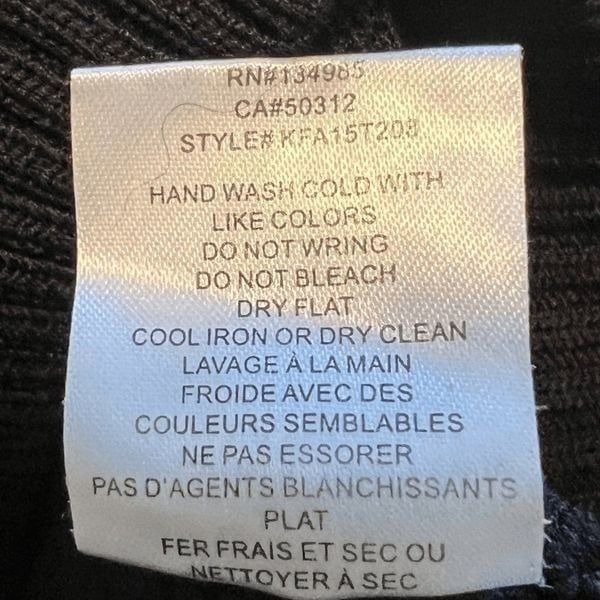 RN#134985
CA#50312
STYLE# KFA15T208
HAND WASH COLD WITH
LIKE COLORS
DO NOT WRING
DO NOT BLEACH
DRY FLAT
COOL IRON OR DRY CLEAN
LAVAGE À LA MAIN
FROIDE AVEC DES
COULEURS SEMBLABLES
NE PAS ESSORER
PAS D'AGENTS BLANCHISSANTS
PLAT
FER FRAIS ET SEC OU
NETTOYER À SEC